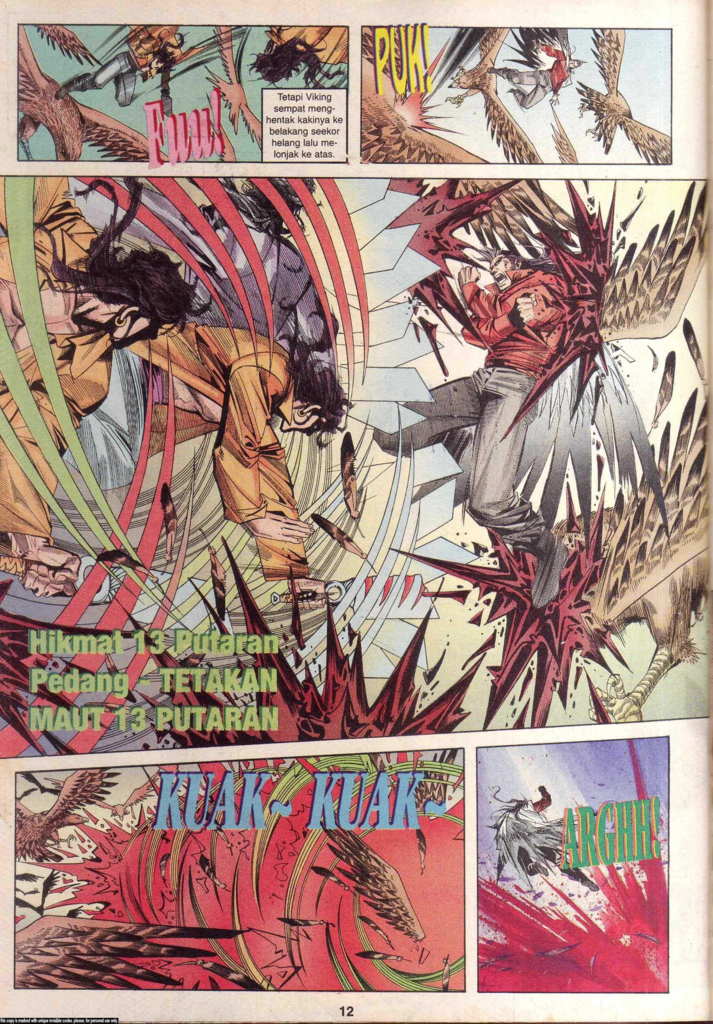 Fuu!
Tetapi Viking
sempat meng-
hentak kakinya ke
belakang seekor
helang lalu me-
lonjak ke atas.
PUK!
Hikmat 13 Putaran
Pedang - TETAKAN
MAUT 13 PUTARAN
KUAK~ KUAK~
ARGHH!
12